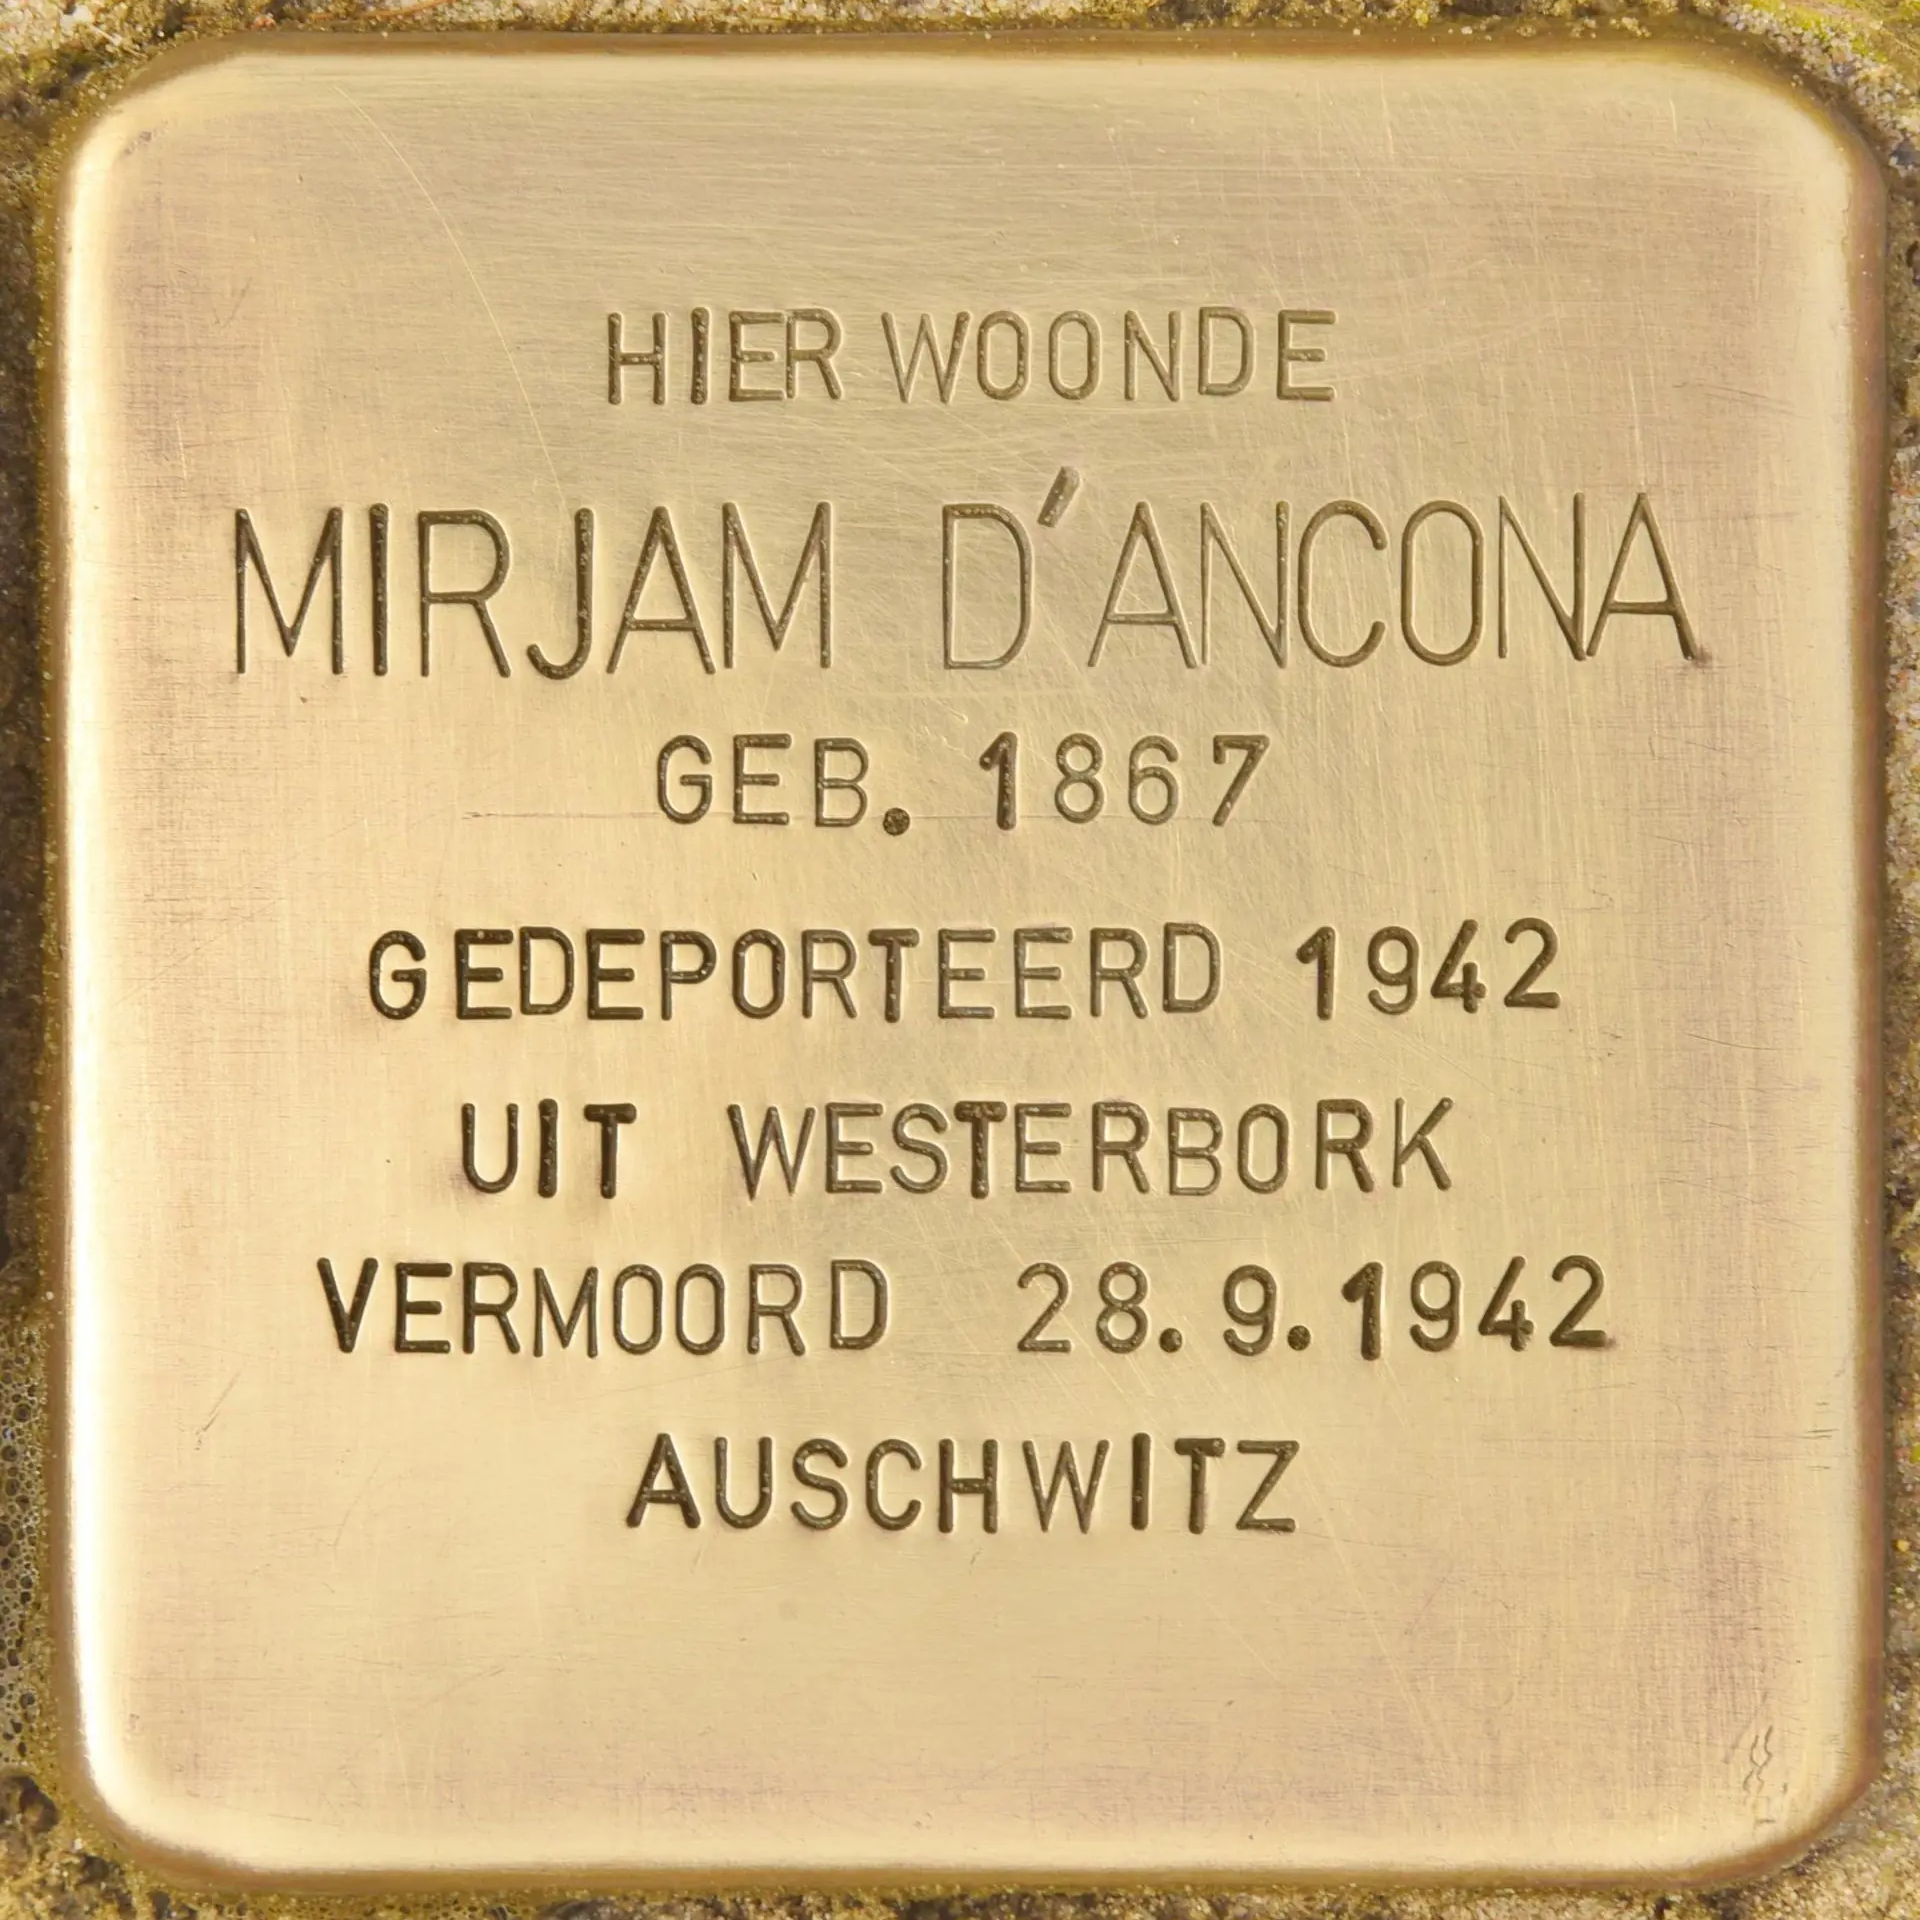 HIER WOONDE
MIRJAM D'ANCONA
GEB. 1867
GEDEPORTEERD 1942
UIT WESTERBORK
VERMOORD 28.9.1942
AUSCHWITZ